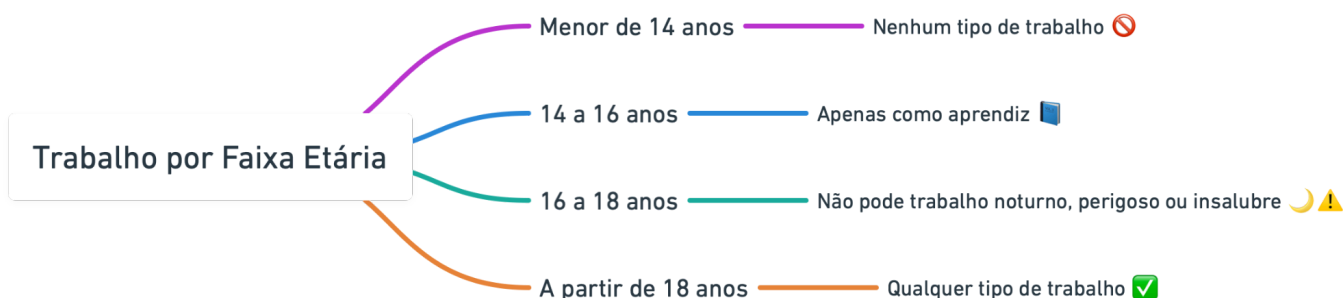 Trabalho por Faixa Etária
Menor de 14 anos
Nenhum tipo de trabalho 🚫
14 a 16 anos
Apenas como aprendiz 📘
16 a 18 anos
Não pode trabalho noturno, perigoso ou insalubre 🌙⚠️
A partir de 18 anos
Qualquer tipo de trabalho ✅